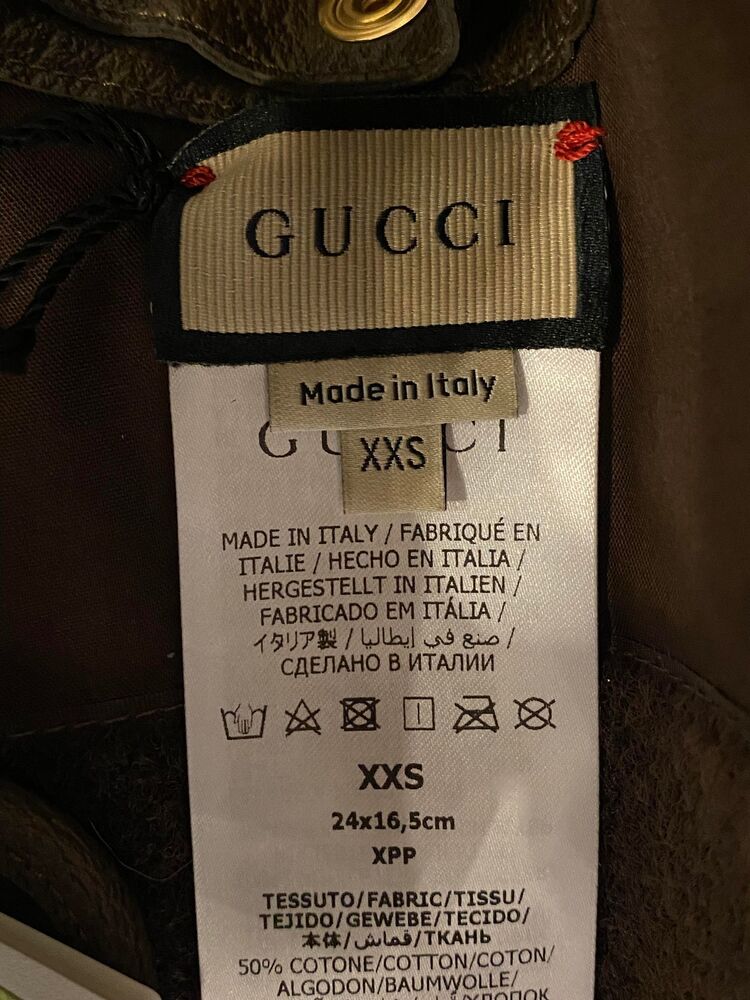 GUCCI
Made in Italy
XXS
MADE IN ITALY / FABRIQUÉ EN
ITALIE / HECHO EN ITALIA /
HERGESTELLT IN ITALIEN /
FABRICADO EM ITÁLIA /
イタリア製 / صنع في إيطاليا /
СДЕЛАНО В ИТАЛИИ
XXS
24x16,5cm
XPP
TESSUTO/FABRIC/TISSU/
TEJIDO/GEWEBE/TECIDO/
本体/قماش/ТКАНЬ
50% COTONE/COTTON/COTON/
ALGODON/BAUMWOLLE/